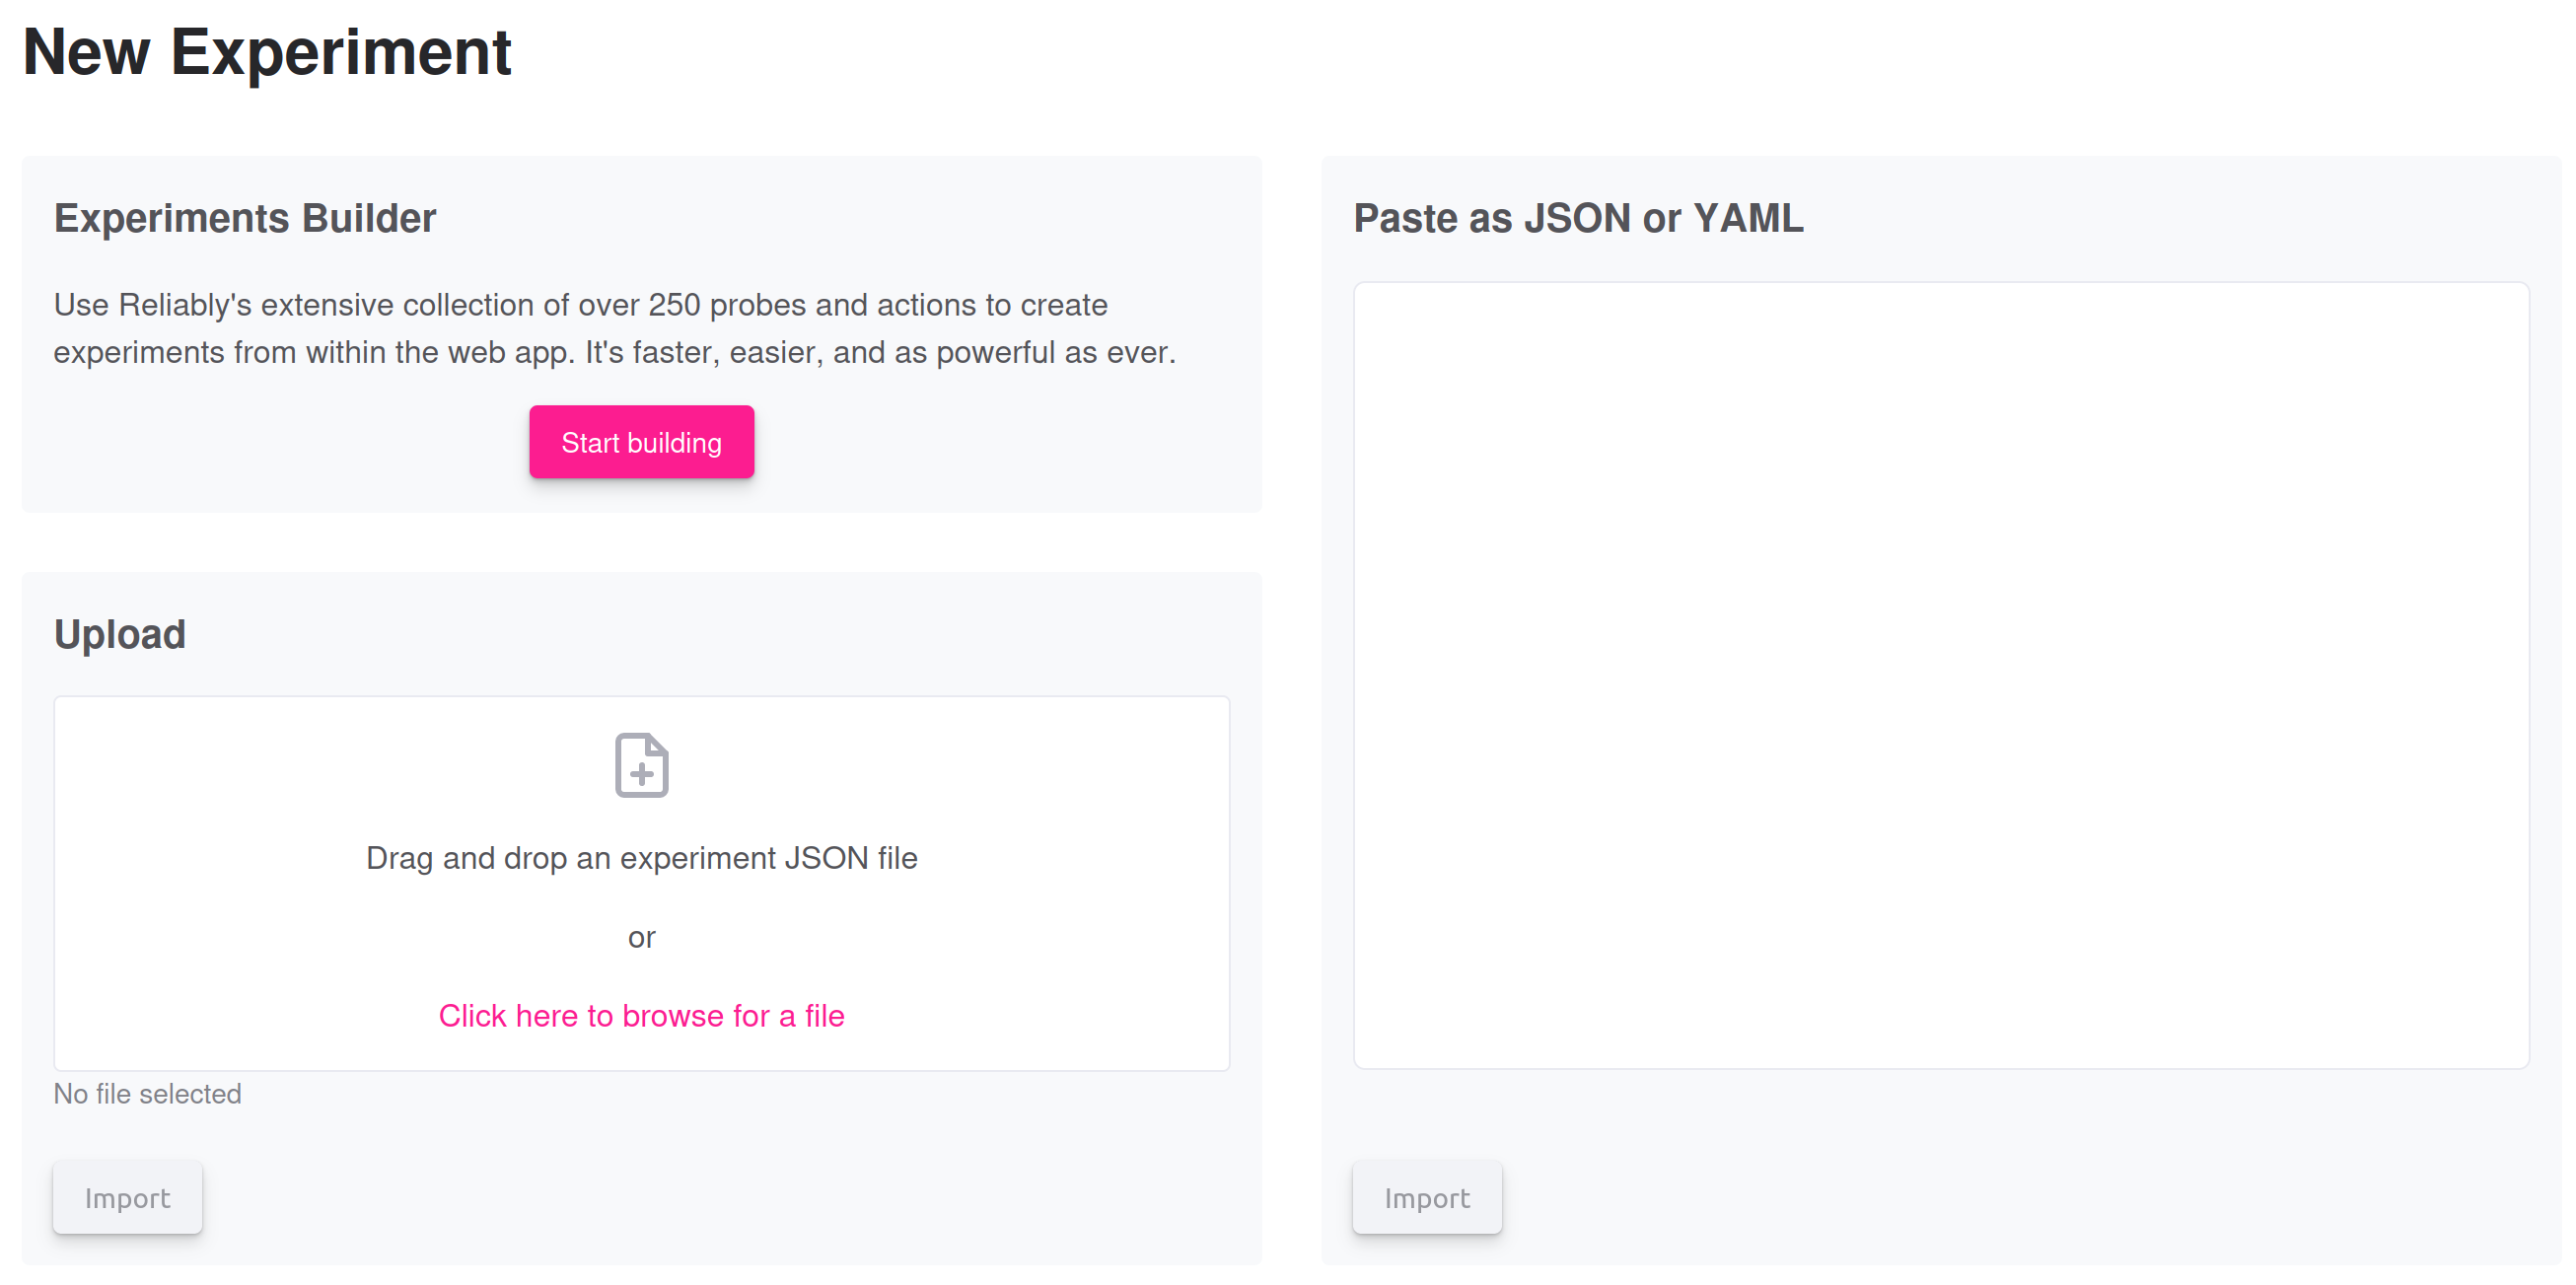 New Experiment
Experiments Builder
Use Reliably's extensive collection of over 250 probes and actions to create
experiments from within the web app. It's faster, easier, and as powerful as ever.
Start building
Upload
Drag and drop an experiment JSON file
or
Click here to browse for a file
No file selected
Import
Paste as JSON or YAML
Import